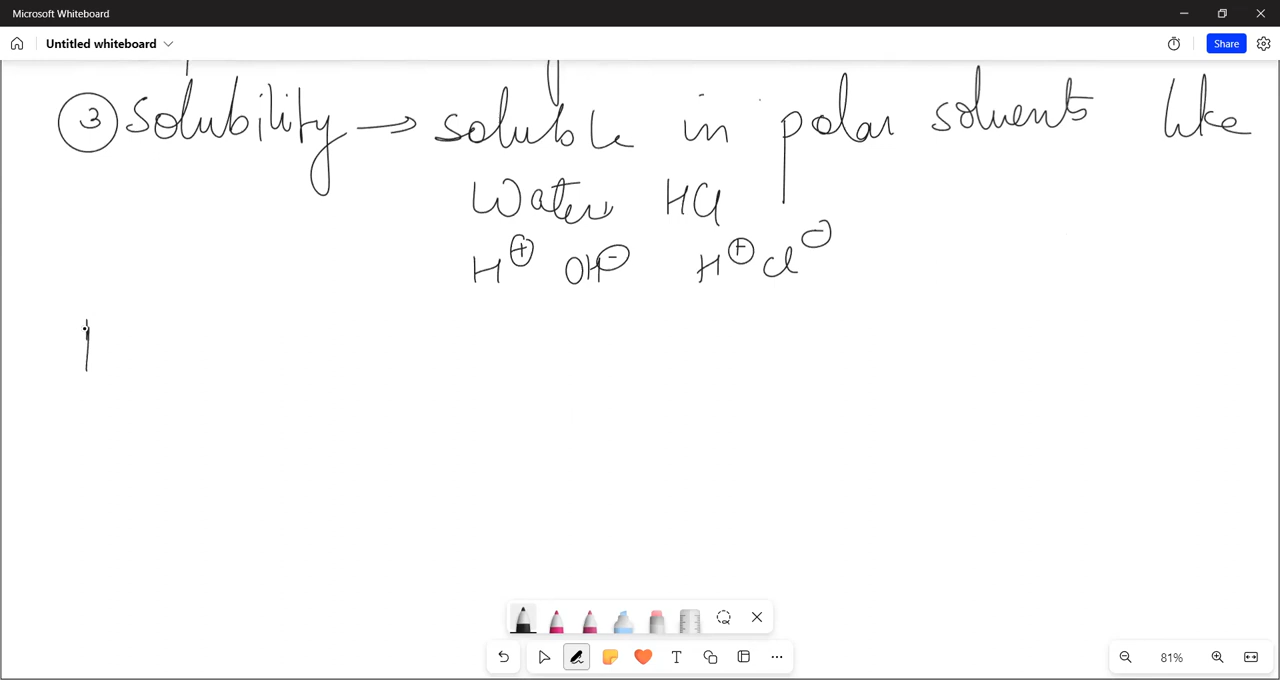 Microsoft Whiteboard
Untitled whiteboard
Share
③ solubility → soluble in polar solvents like
Water, HCl
H⊕ OH⊖ H⊕ Cl⊖
81%